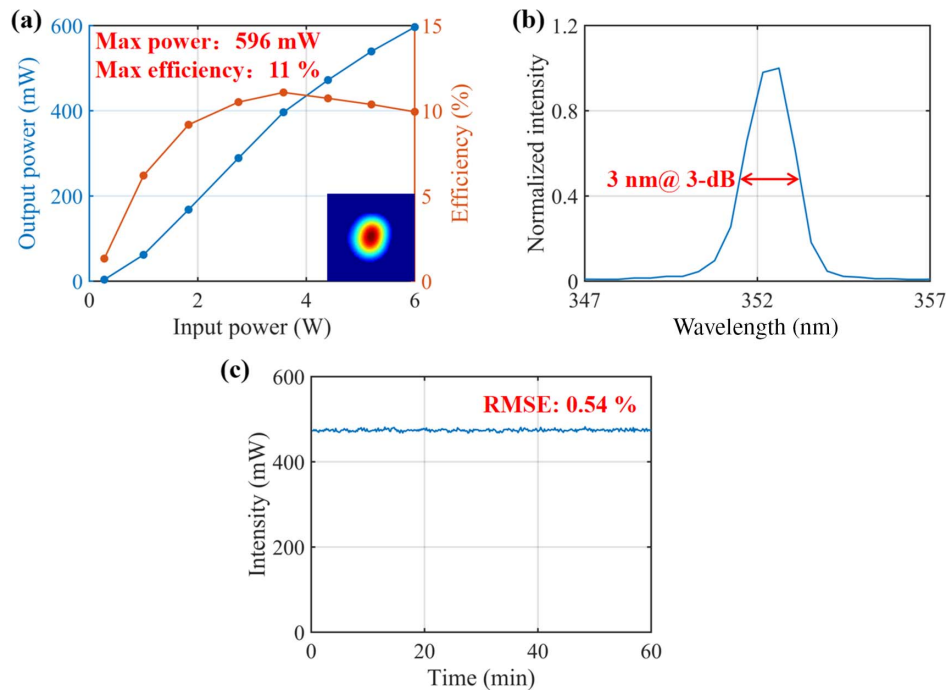 (a)
600
400
200
0
Output power (mW)
Max power：596 mW
Max efficiency：11 %
15
10
5
0
Efficiency (%)
0
2
4
6
Input power (W)
(b)
1.2
0.8
0.4
0
Normalized intensity
3 nm@ 3-dB
347
352
357
Wavelength (nm)
(c)
600
400
200
0
Intensity (mW)
RMSE: 0.54 %
0
20
40
60
Time (min)